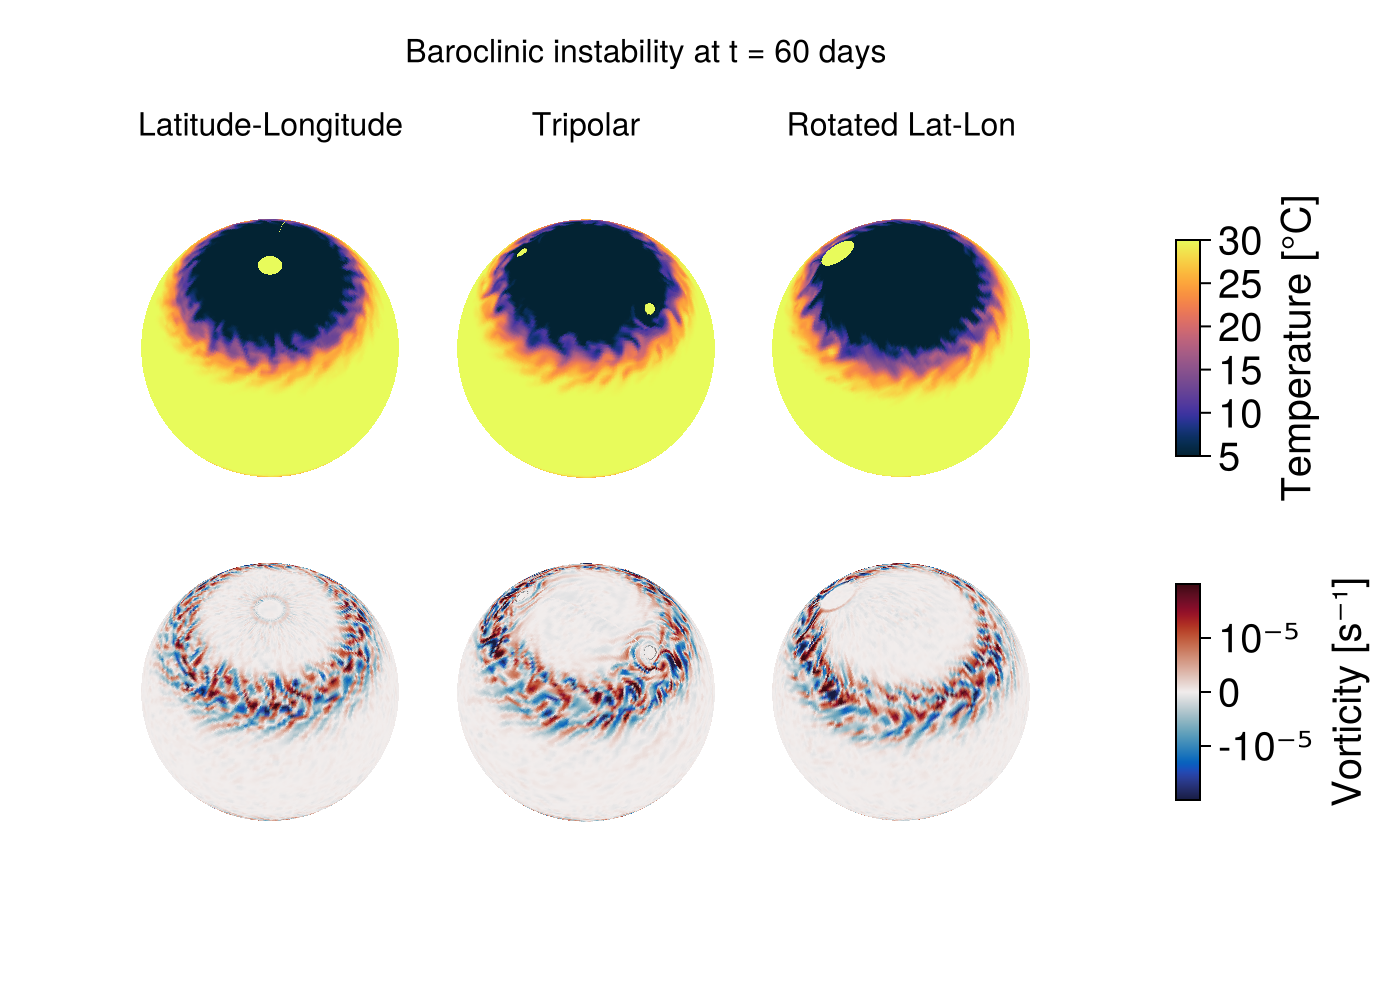 Baroclinic instability at t = 60 days
Latitude-Longitude
Tripolar
Rotated Lat-Lon
30
25
20
15
10
5
Temperature [°C]
10⁻⁵
0
-10⁻⁵
Vorticity [s⁻¹]